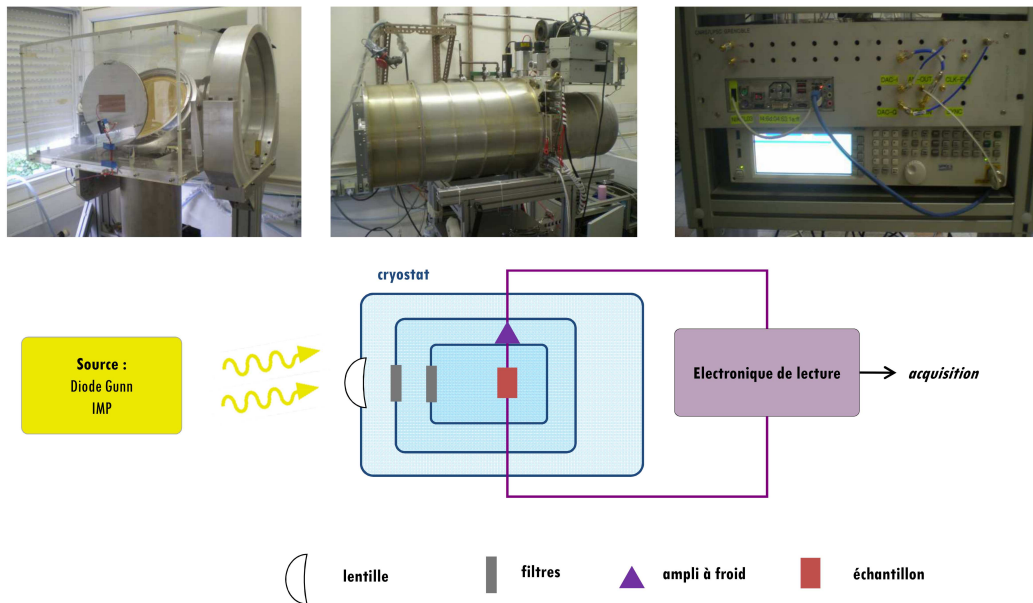 cryostat
Source :
Diode Gunn
IMP
Electronique de lecture
acquisition
lentille
filtres
ampli à froid
échantillon